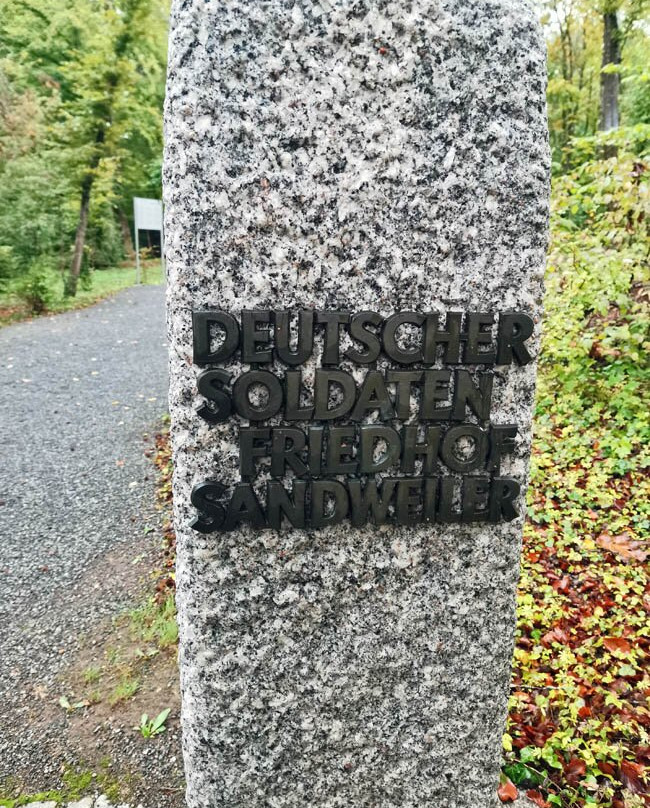 DEUTSCHER
SOLDATEN
FRIEDHOF
SANDWEILER